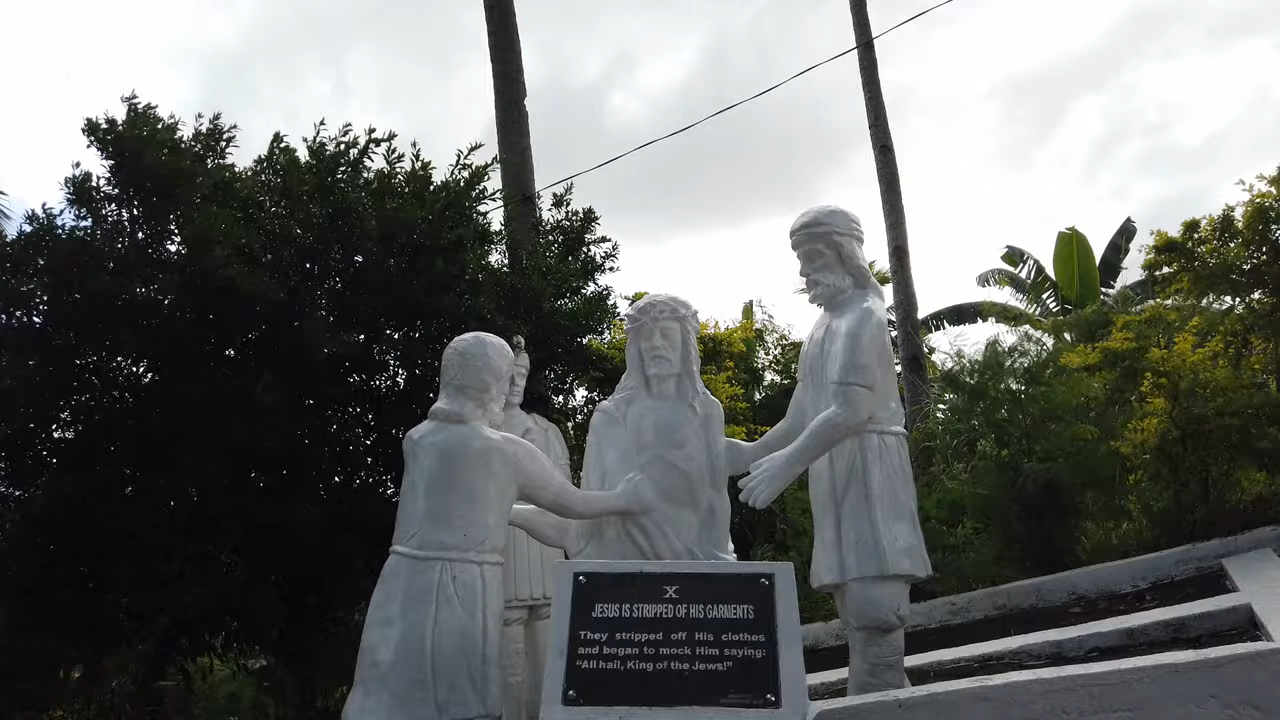 X
JESUS IS STRIPPED OF HIS GARMENTS
They stripped off His clothes
and began to mock Him saying:
"All hail, King of the Jews!"